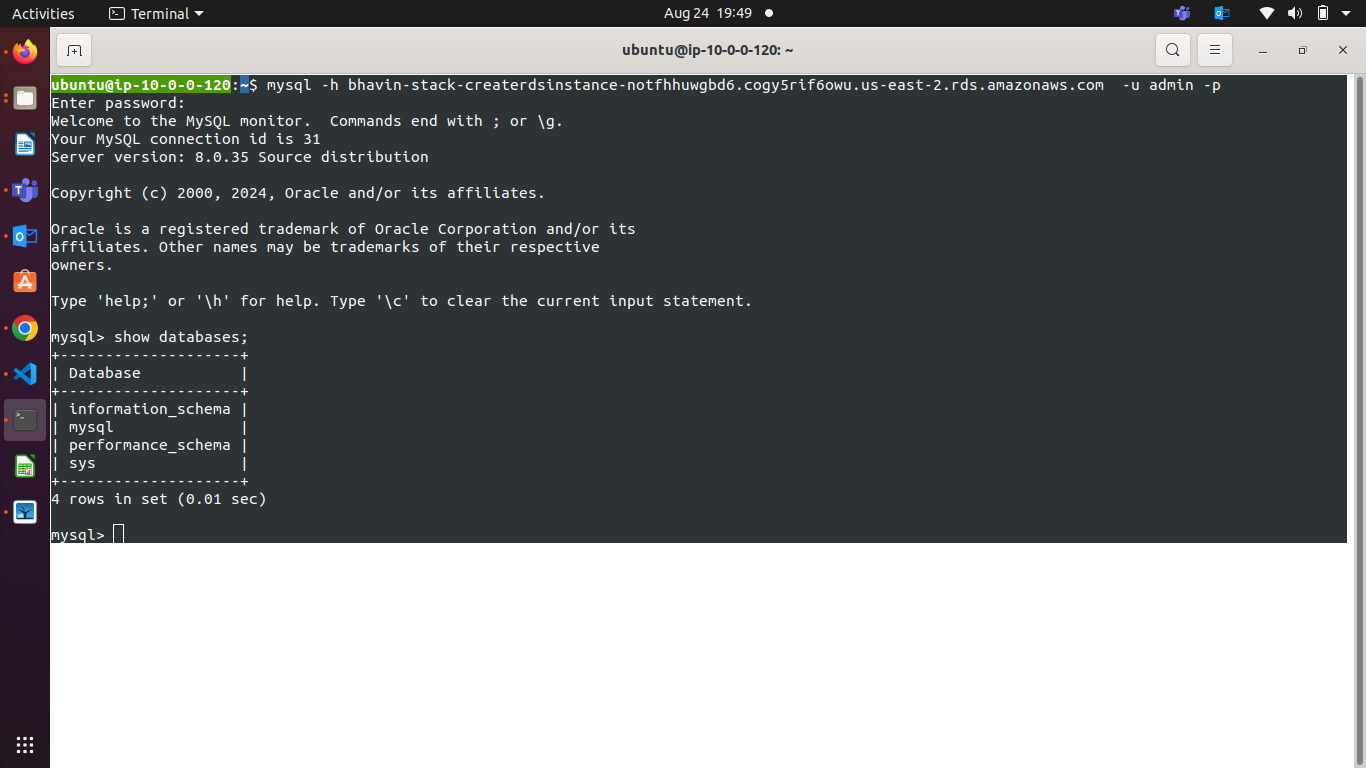 Activities
Terminal
Aug 24 19:49
ubuntu@ip-10-0-0-120: ~
ubuntu@ip-10-0-0-120:~$ mysql -h bhavin-stack-createrdsinstance-notfhhuwgbd6.cogy5rif6owu.us-east-2.rds.amazonaws.com  -u admin -p
Enter password:
Welcome to the MySQL monitor.  Commands end with ; or \g.
Your MySQL connection id is 31
Server version: 8.0.35 Source distribution
Copyright (c) 2000, 2024, Oracle and/or its affiliates.
Oracle is a registered trademark of Oracle Corporation and/or its
affiliates. Other names may be trademarks of their respective
owners.
Type 'help;' or '\h' for help. Type '\c' to clear the current input statement.
mysql> show databases;
+--------------------+
| Database           |
+--------------------+
| information_schema |
| mysql              |
| performance_schema |
| sys                |
+--------------------+
4 rows in set (0.01 sec)
mysql>